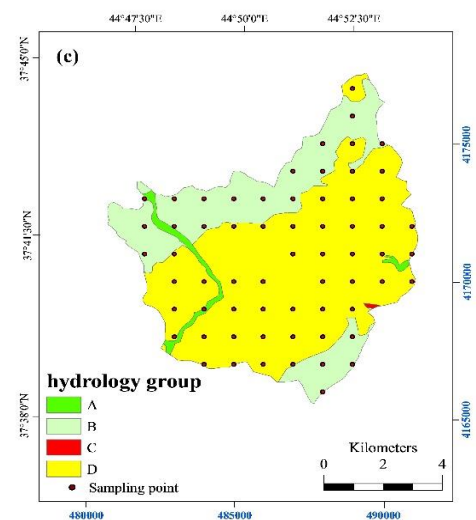 44°47'30"E 44°50'0"E 44°52'30"E
37°45'0"N
(c)
4175000
37°41'30"N
4170000
hydrology group
A
B
C
D
Sampling point
37°38'0"N
4165000
Kilometers
0 2 4
480000 485000 490000